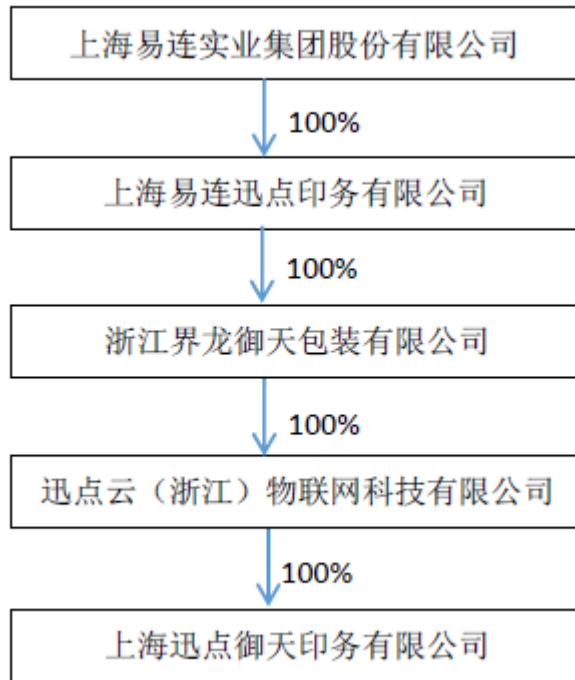 上海易连实业集团股份有限公司
100%
上海易连迅点印务有限公司
100%
浙江界龙御天包装有限公司
100%
迅点云（浙江）物联网科技有限公司
100%
上海迅点御天印务有限公司